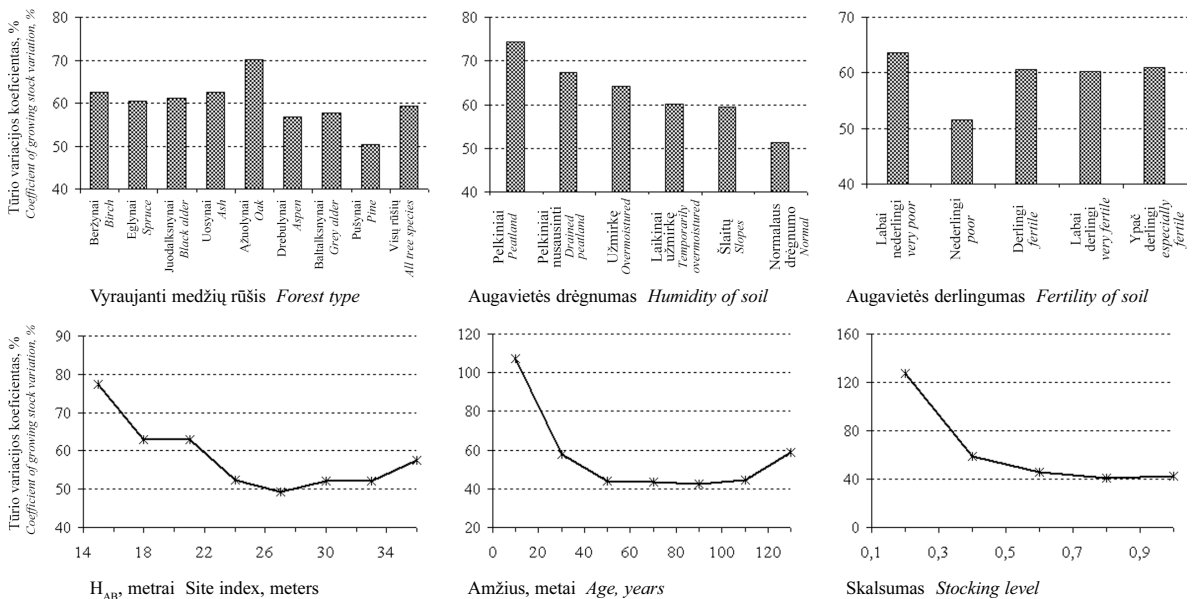 Tūrio variacijos koeficientas, %
Coefficient of growing stock variation, %
80
70
60
50
40
Beržynai
Birch
Eglynai
Spruce
Juodalksnynai
Black alder
Uosynai
Ash
Ąžuolynai
Oak
Drebulynai
Aspen
Baltalksnynai
Grey alder
Pušynai
Pine
Visų rūšių
All tree species
Vyraujanti medžių rūšis Forest type
80
70
60
50
40
Pelkiniai
Peatland
Pelkiniai
nusausinti
Drained
peatland
Užmirkę
Overmoistured
Laikinai
užmirkę
Temporarily
overmoistured
Šlaitų
Slopes
Normalaus
drėgnumo
Normal
Augavietės drėgnumas Humidity of soil
70
60
50
40
Labai
nederlingi
very poor
Nederlingi
poor
Derlingi
fertile
Labai
derlingi
very fertile
Ypač
derlingi
especially
fertile
Augavietės derlingumas Fertility of soil
Tūrio variacijos koeficientas, %
Coefficient of growing stock variation, %
90
80
70
60
50
40
14 18 22 26 30 34
H_AB, metrai Site index, meters
120
100
80
60
40
20
0 20 40 60 80 100 120
Amžius, metai Age, years
160
120
80
40
0
0,1 0,3 0,5 0,7 0,9
Skalsumas Stocking level